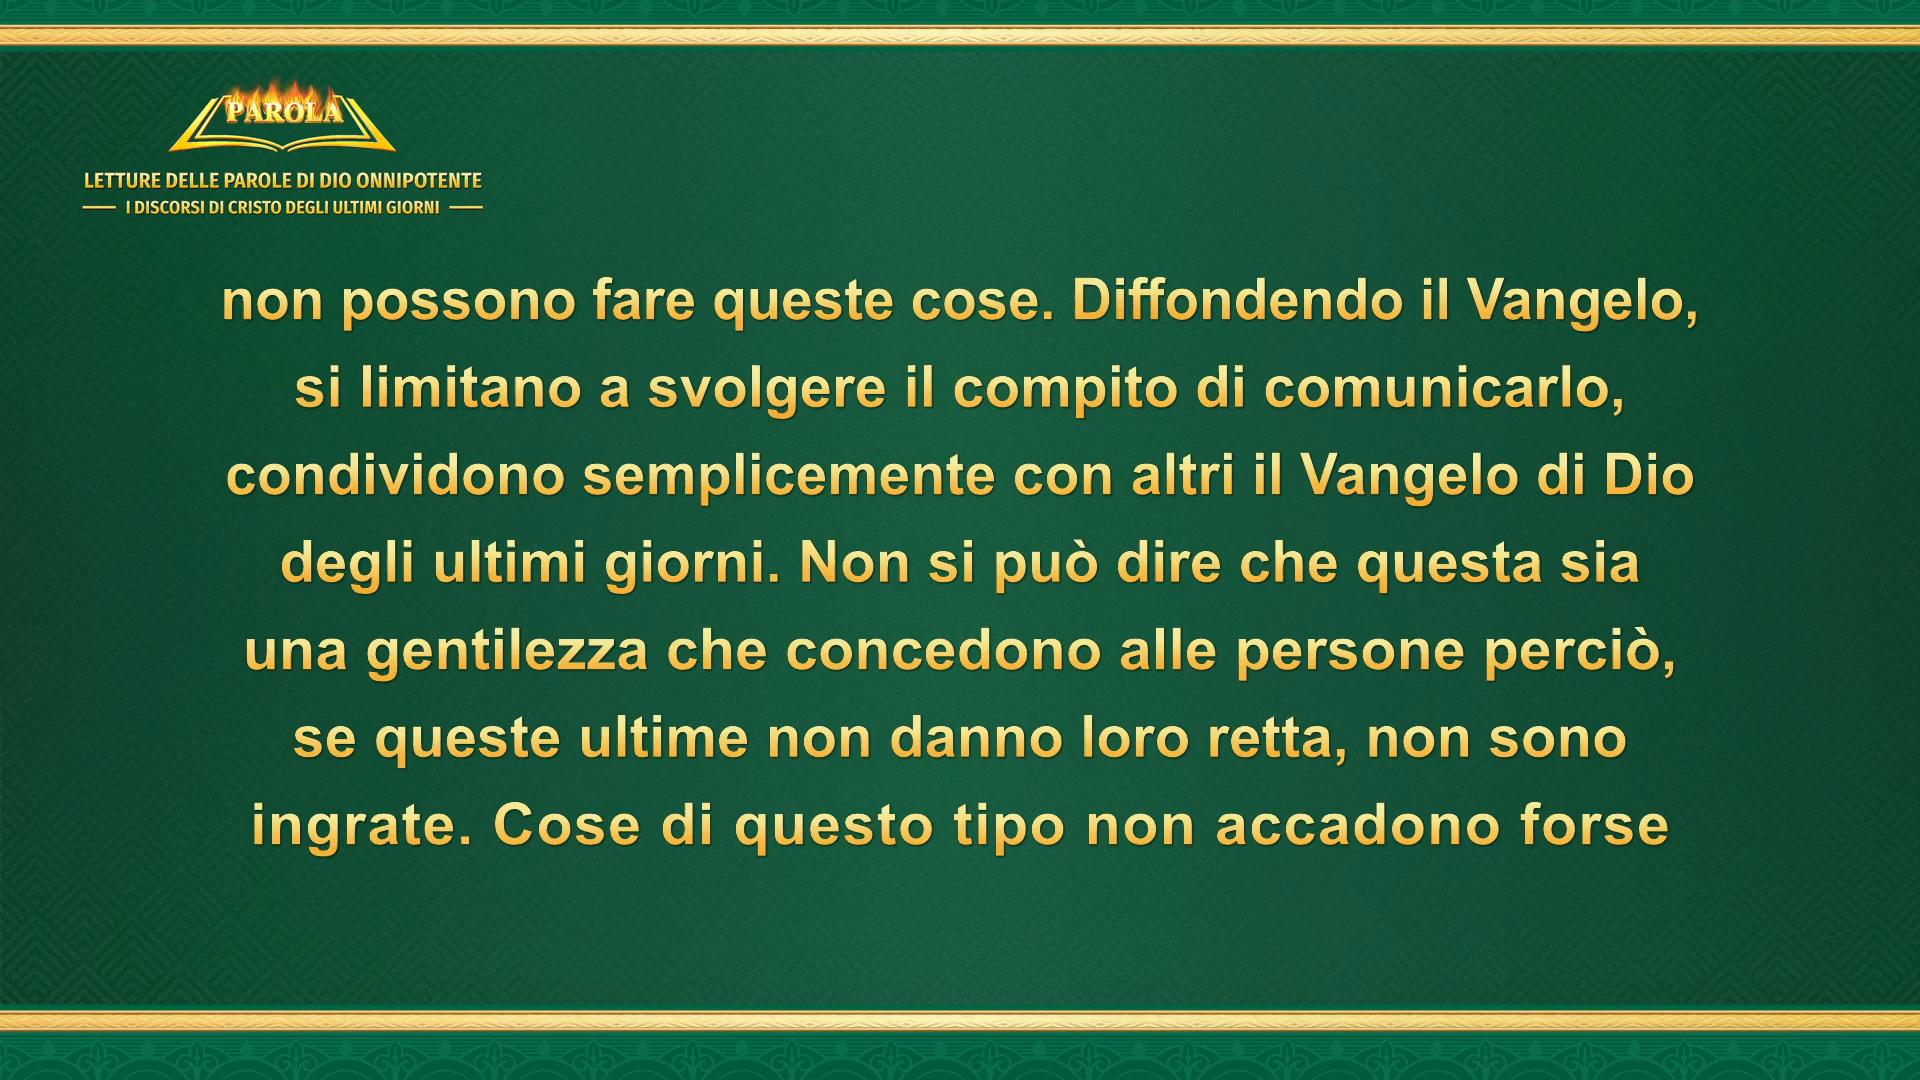 PAROLA
LETTURE DELLE PAROLE DI DIO ONNIPOTENTE
I DISCORSI DI CRISTO DEGLI ULTIMI GIORNI
non possono fare queste cose. Diffondendo il Vangelo,
si limitano a svolgere il compito di comunicarlo,
condividono semplicemente con altri il Vangelo di Dio
degli ultimi giorni. Non si può dire che questa sia
una gentilezza che concedono alle persone perciò,
se queste ultime non danno loro retta, non sono
ingrate. Cose di questo tipo non accadono forse